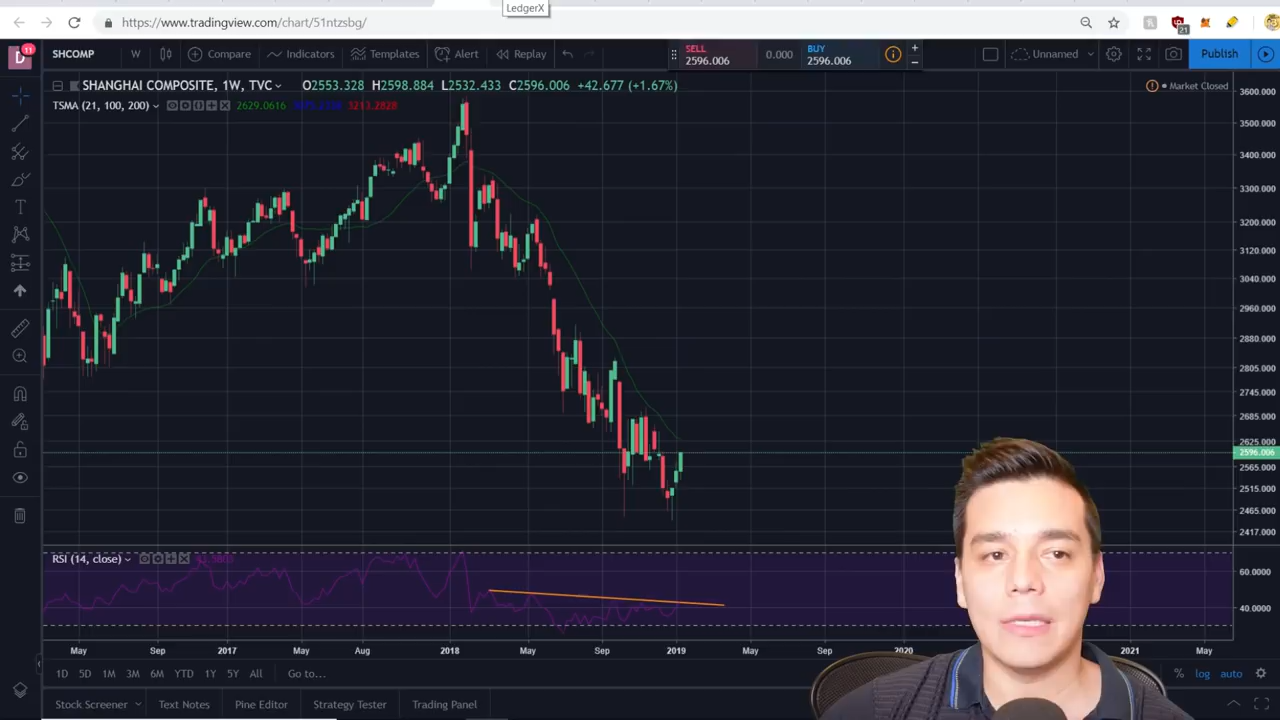 LedgerX
https://www.tradingview.com/chart/51ntzsbg/
21
D
11
SHCOMP
W
Compare
Indicators
Templates
Alert
Replay
SELL
2596.006
0.000
BUY
2596.006
Unnamed
Publish
SHANGHAI COMPOSITE, 1W, TVC O2553.328 H2598.884 L2532.433 C2596.006 +42.677 (+1.67%)
Market Closed
TSMA (21, 100, 200) 2629.0616 3213.2828
3600.000
3500.000
3400.000
3300.000
3200.000
3120.000
3040.000
2960.000
2880.000
2805.000
2745.000
2685.000
2625.000
2596.006
2565.000
2515.000
2465.000
2417.000
RSI (14, close)
60.0000
40.0000
May Sep 2017 May Aug 2018 May Sep 2019 May Sep 2020 2021 May
1D 5D 1M 3M 6M YTD 1Y 5Y All Go to... % log auto
Stock Screener Text Notes Pine Editor Strategy Tester Trading Panel